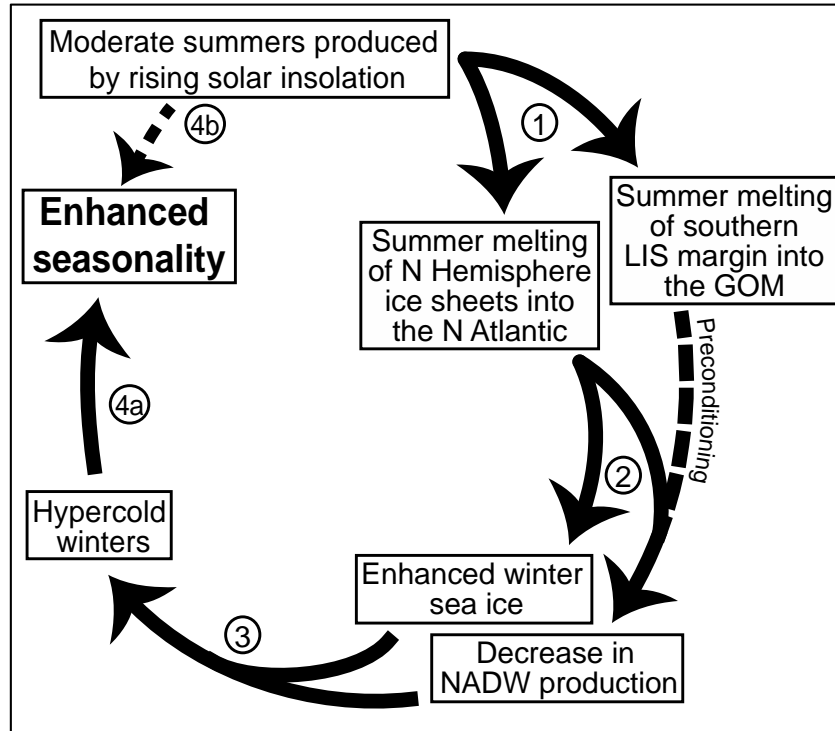 Moderate summers produced
by rising solar insolation
4b
1
Enhanced
seasonality
Summer melting
of N Hemisphere
ice sheets into
the N Atlantic
Summer melting
of southern
LIS margin into
the GOM
Preconditioning
4a
2
Hypercold
winters
Enhanced winter
sea ice
3
Decrease in
NADW production